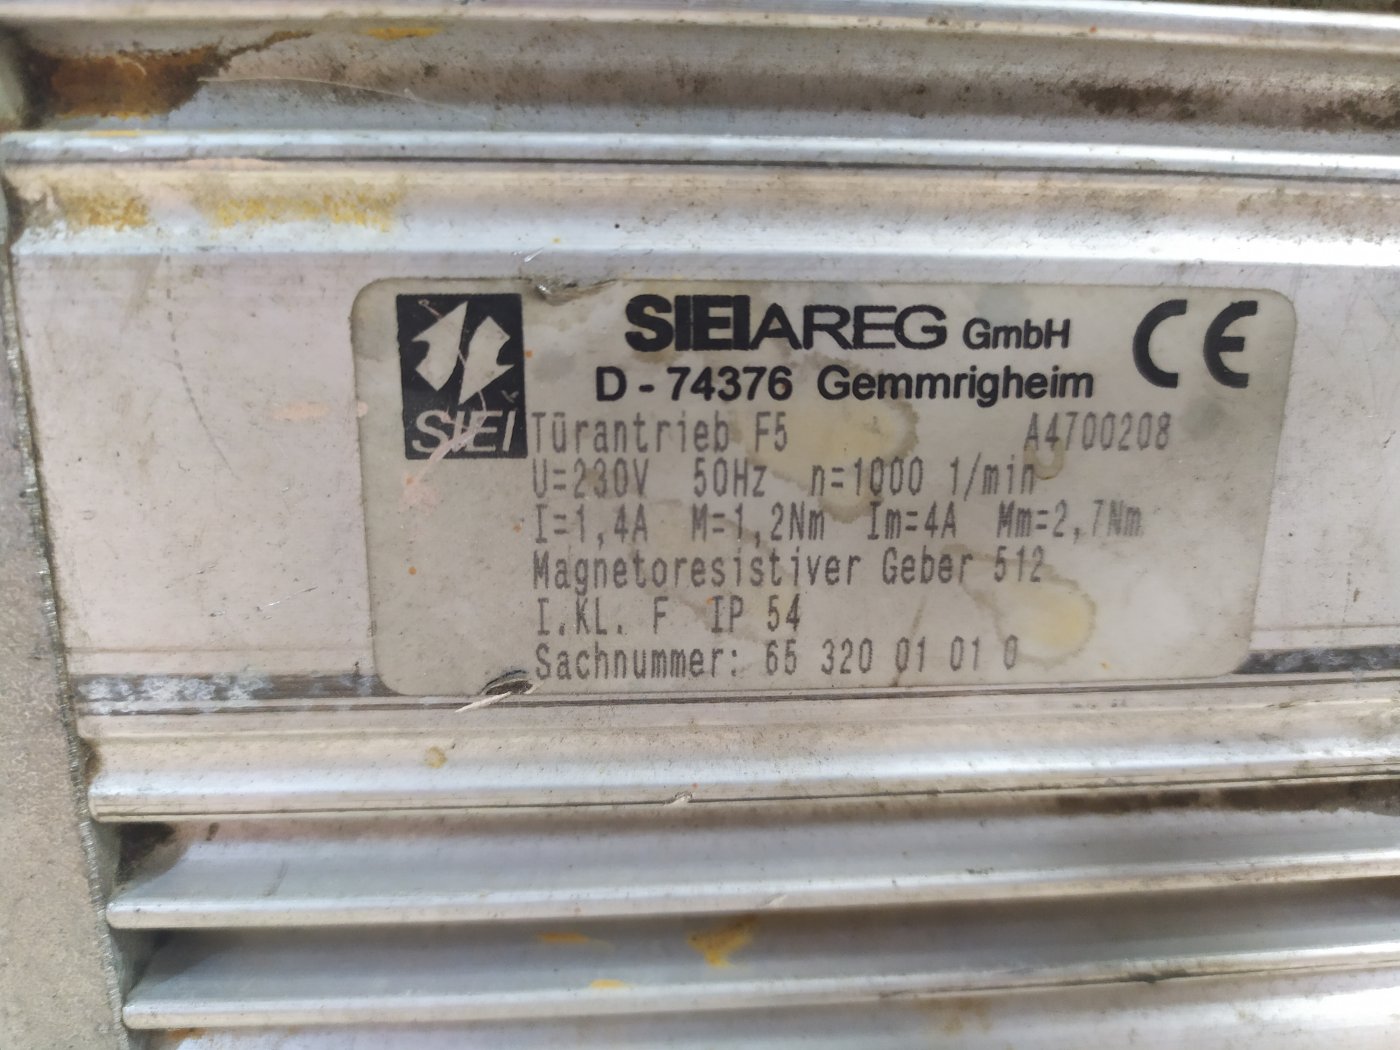 SIEI
SIEIAREG GmbH
CE
D - 74376 Gemmrigheim
Türantrieb F5 A4700208
U=230V 50Hz n=1000 1/min
I=1,4A M=1,2Nm Im=4A Mm=2,7Nm
Magnetoresistiver Geber 512
I.KL. F IP 54
Sachnummer: 65 320 01 01 0